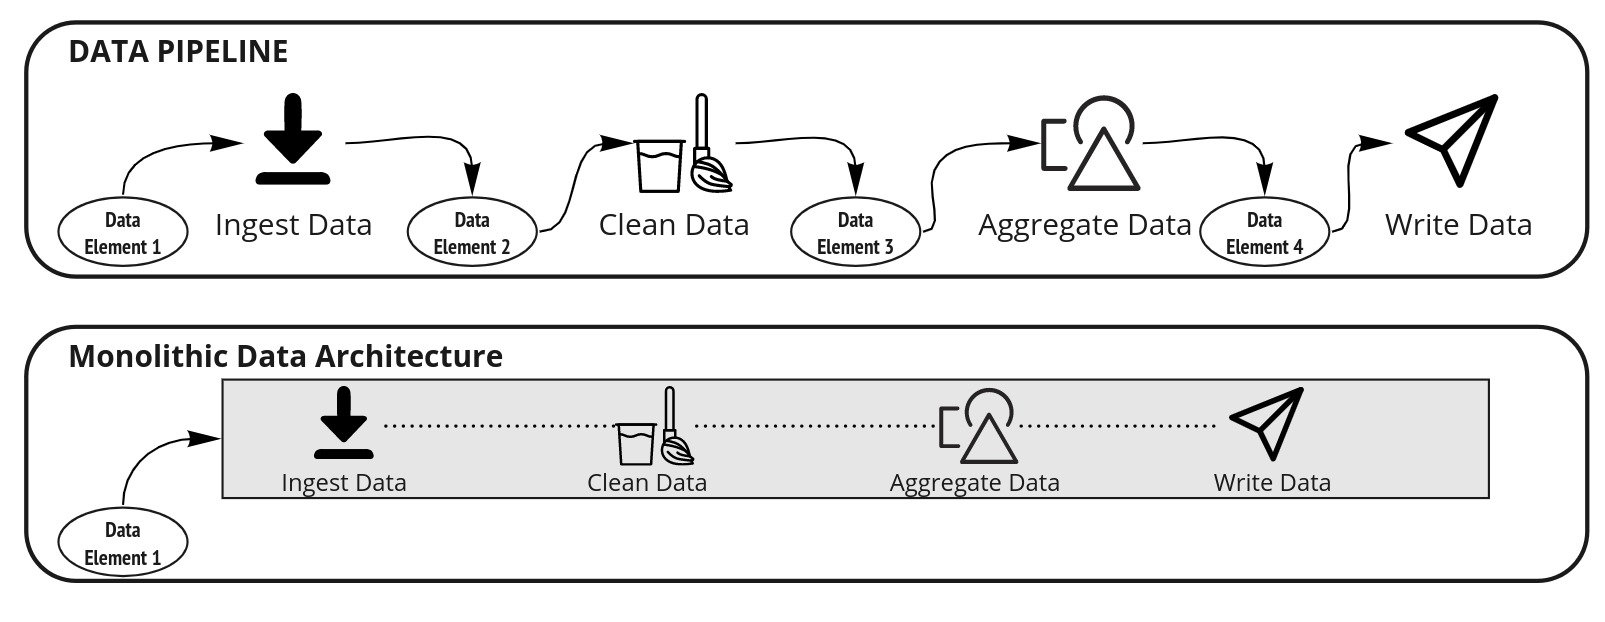 DATA PIPELINE
Data
Element 1
Ingest Data
Data
Element 2
Clean Data
Data
Element 3
Aggregate Data
Data
Element 4
Write Data
Monolithic Data Architecture
Ingest Data
Clean Data
Aggregate Data
Write Data
Data
Element 1